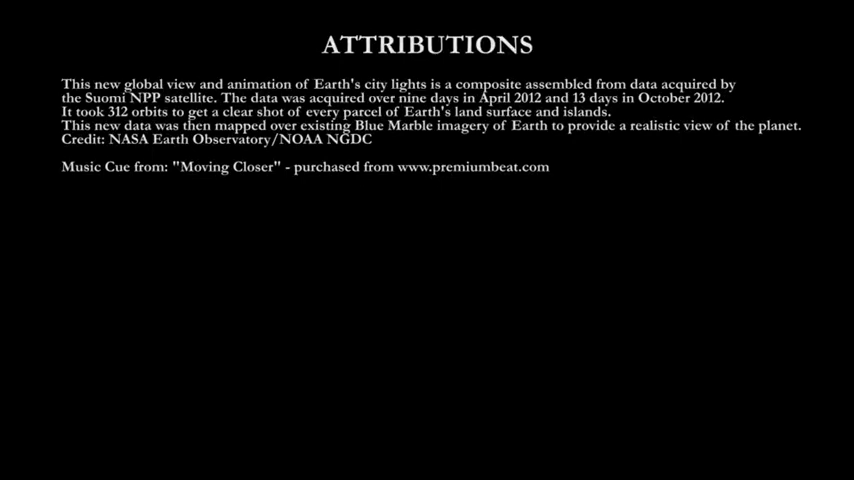 ATTRIBUTIONS
This new global view and animation of Earth's city lights is a composite assembled from data acquired by
the Suomi NPP satellite. The data was acquired over nine days in April 2012 and 13 days in October 2012.
It took 312 orbits to get a clear shot of every parcel of Earth's land surface and islands.
This new data was then mapped over existing Blue Marble imagery of Earth to provide a realistic view of the planet.
Credit: NASA Earth Observatory/NOAA NGDC
Music Cue from: "Moving Closer" - purchased from www.premiumbeat.com